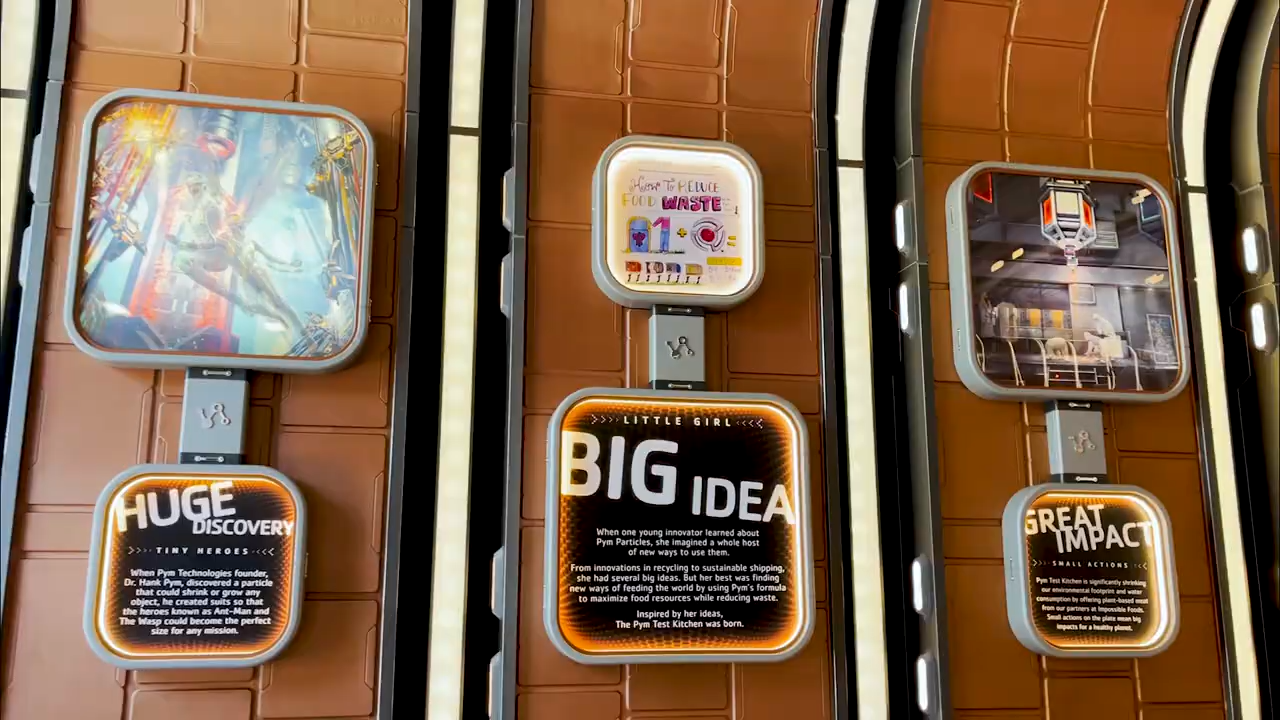 HUGE
DISCOVERY
>>>· TINY HEROES ·<<<
When Pym Technologies founder,
Dr. Hank Pym, discovered a particle
that could shrink or grow any
object, he created suits so that
the heroes known as Ant-Man and
The Wasp could become the perfect
size for any mission.
How To REDUCE
FOOD WASTE
+
=
>>>>· LITTLE GIRL ·<<<<
BIG IDEA
When one young innovator learned about
Pym Particles, she imagined a whole host
of new ways to use them.
From innovations in recycling to sustainable shipping,
she had several big ideas. But her best was finding
new ways of feeding the world by using Pym's formula
to maximize food resources while reducing waste.
Inspired by her ideas,
The Pym Test Kitchen was born.
GREAT
IMPACT
>>>· SMALL ACTIONS ·<<<
Pym Test Kitchen is significantly shrinking
our environmental footprint and water
consumption by offering plant-based meat
from our partners at Impossible Foods.
Small actions on the plate mean big
impacts for a healthy planet.